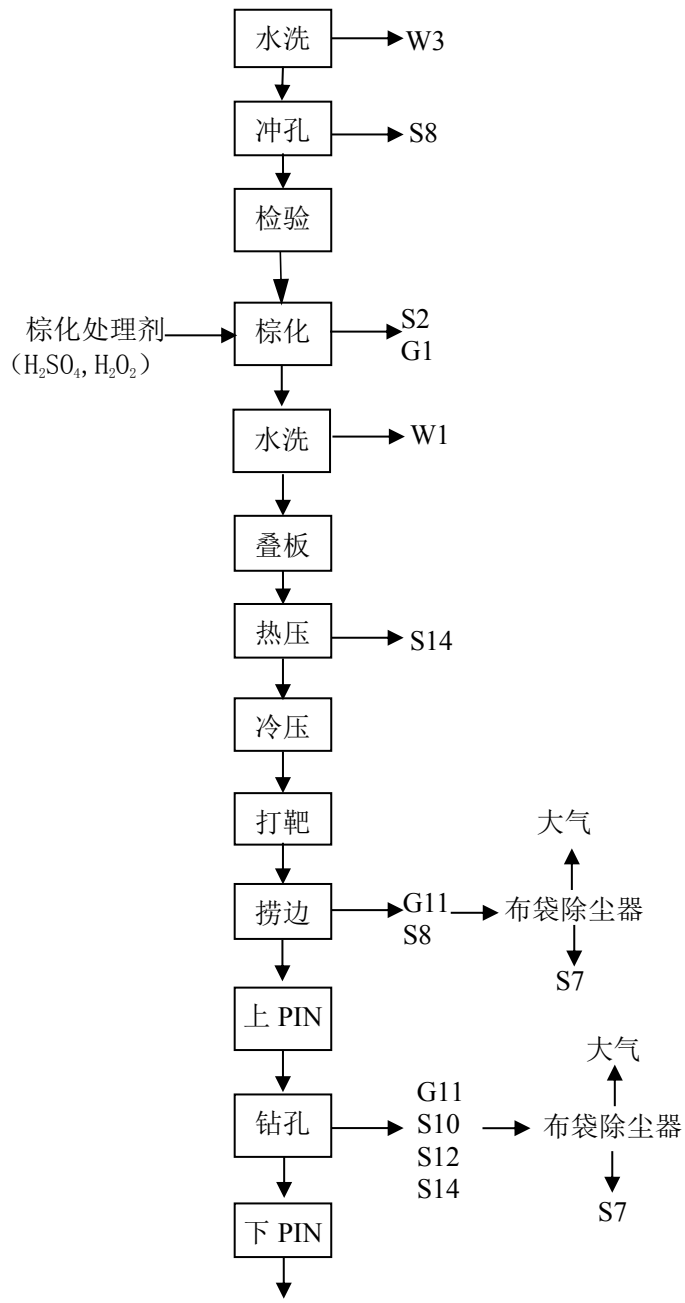 水洗
W3
冲孔
S8
检验
棕化处理剂
（H₂SO₄, H₂O₂）
棕化
S2
G1
水洗
W1
叠板
热压
S14
冷压
打靶
大气
捞边
G11
S8
布袋除尘器
S7
上 PIN
大气
钻孔
G11
S10
S12
S14
布袋除尘器
S7
下 PIN